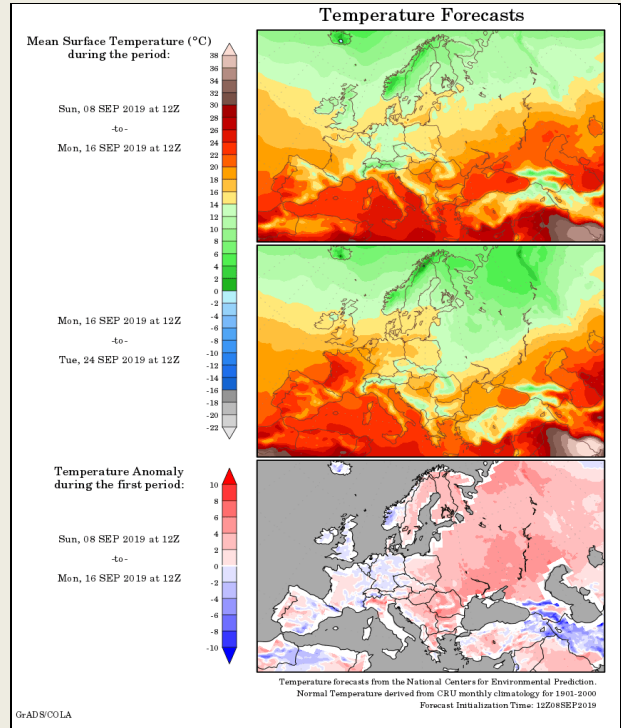 Temperature Forecasts
Mean Surface Temperature (°C)
during the period:
Sun, 08 SEP 2019 at 12Z
-to-
Mon, 16 SEP 2019 at 12Z
38
36
34
32
30
28
26
24
22
20
18
16
14
12
10
8
6
4
2
0
-2
-4
-6
-8
-10
-12
-14
-16
-18
-20
-22
Mon, 16 SEP 2019 at 12Z
-to-
Tue, 24 SEP 2019 at 12Z
Temperature Anomaly
during the first period:
Sun, 08 SEP 2019 at 12Z
-to-
Mon, 16 SEP 2019 at 12Z
10
8
6
4
2
0
-2
-4
-6
-8
-10
Temperature forecasts from the National Centers for Environmental Prediction.
Normal Temperature derived from CRU monthly climatology for 1901-2000
Forecast Initialization Time: 12Z08SEP2019
GrADS/COLA